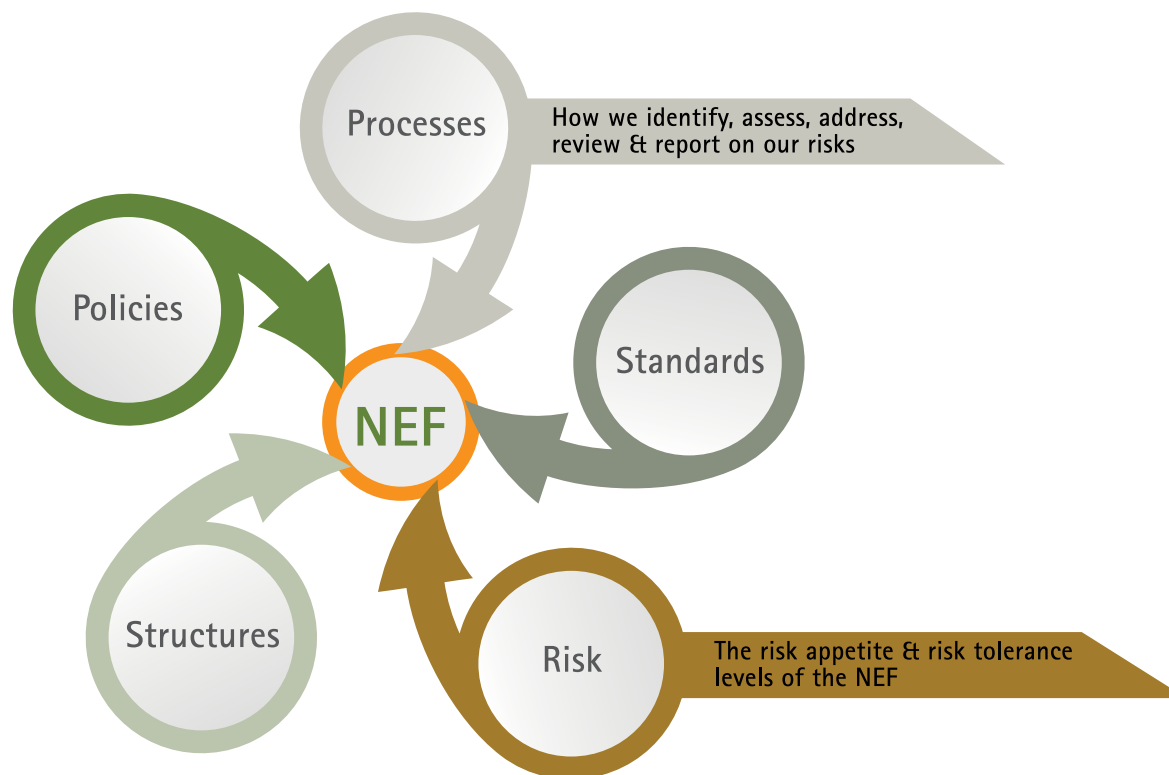 Processes
How we identify, assess, address,
review & report on our risks
Policies
Standards
NEF
Structures
Risk
The risk appetite & risk tolerance
levels of the NEF